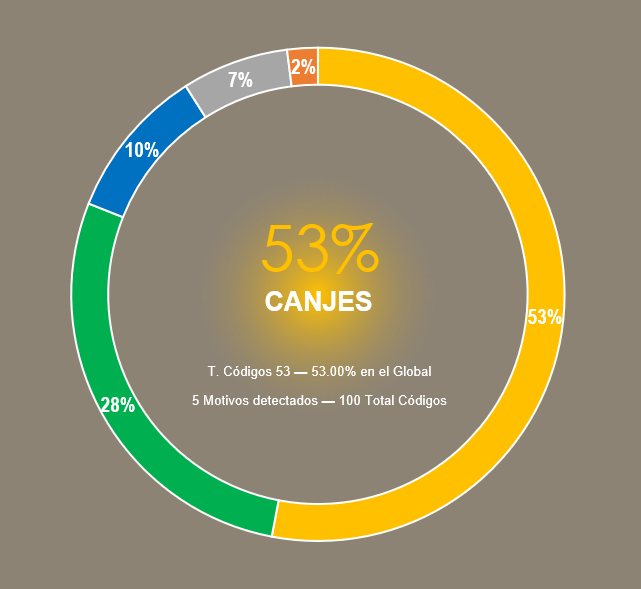 2%
7%
10%
53%
CANJES
53%
T. Códigos 53 — 53.00% en el Global
5 Motivos detectados — 100 Total Códigos
28%